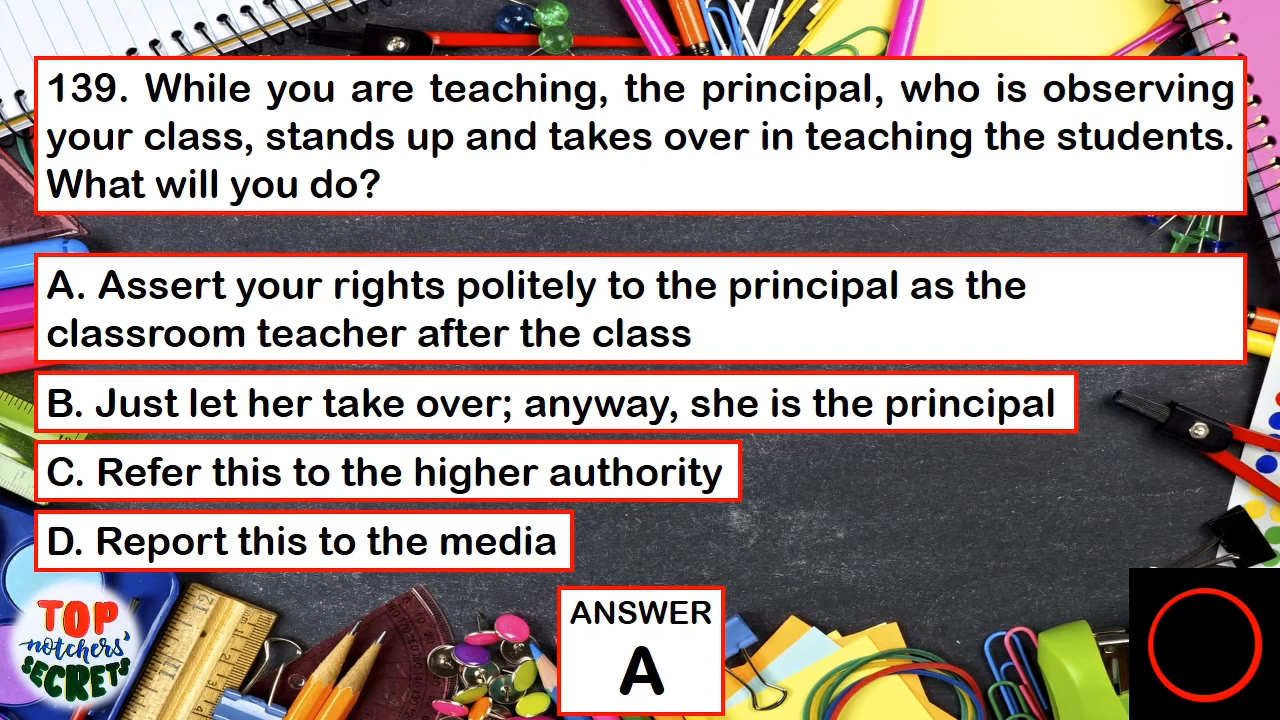 139. While you are teaching, the principal, who is observing
your class, stands up and takes over in teaching the students.
What will you do?
A. Assert your rights politely to the principal as the
classroom teacher after the class
B. Just let her take over; anyway, she is the principal
C. Refer this to the higher authority
D. Report this to the media
ANSWER
A
TOP
notchers'
SECRETS
12
11